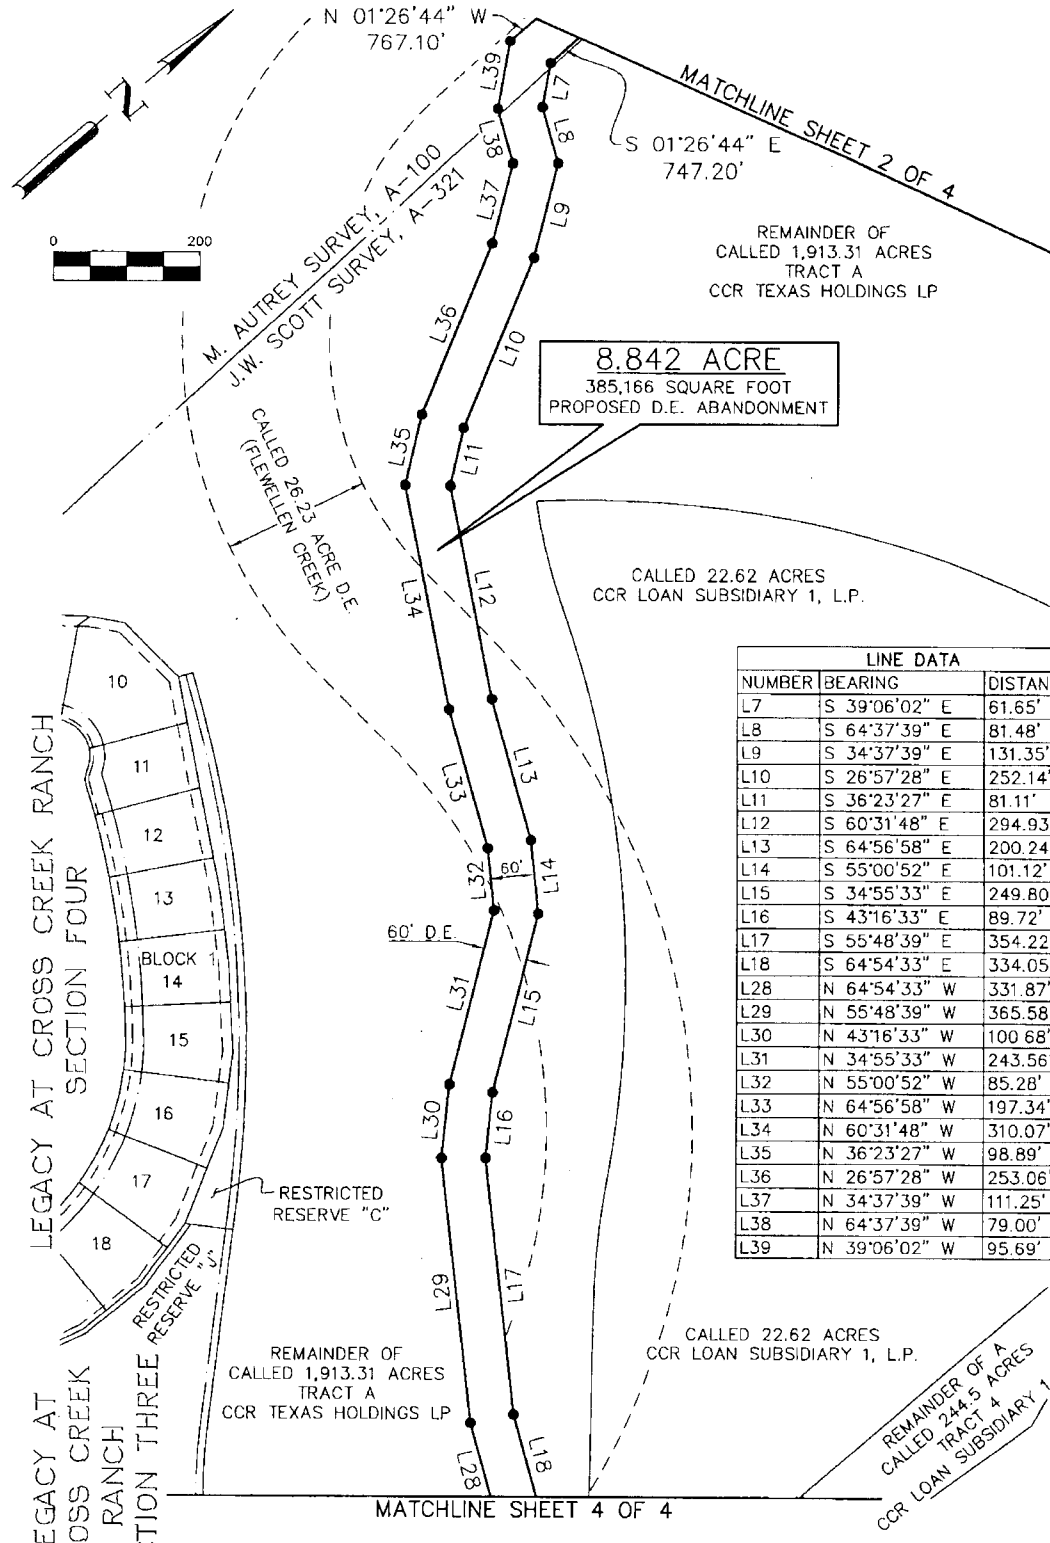 N 01°26'44" W
767.10'
N
0 200
L39
L7
L38
L8
L37
L9
MATCHLINE SHEET 2 OF 4
S 01°26'44" E
747.20'
M. AUTREY SURVEY, A-100
J.W. SCOTT SURVEY, A-321
REMAINDER OF
CALLED 1,913.31 ACRES
TRACT A
CCR TEXAS HOLDINGS LP
L36
L10
8.842 ACRE
385,166 SQUARE FOOT
PROPOSED D.E. ABANDONMENT
L35
L11
CALLED 26.23 ACRE D.E.
(FLEWELLEN CREEK)
L34
L12
CALLED 22.62 ACRES
CCR LOAN SUBSIDIARY 1, L.P.
LINE DATA
NUMBER BEARING DISTAN
L7 S 39°06'02" E 61.65'
L8 S 64°37'39" E 81.48'
L9 S 34°37'39" E 131.35'
L10 S 26°57'28" E 252.14'
L11 S 36°23'27" E 81.11'
L12 S 60°31'48" E 294.93
L13 S 64°56'58" E 200.24
L14 S 55°00'52" E 101.12'
L15 S 34°55'33" E 249.80
L16 S 43°16'33" E 89.72'
L17 S 55°48'39" E 354.22
L18 S 64°54'33" E 334.05
L28 N 64°54'33" W 331.87'
L29 N 55°48'39" W 365.58
L30 N 43°16'33" W 100.68'
L31 N 34°55'33" W 243.56
L32 N 55°00'52" W 85.28'
L33 N 64°56'58" W 197.34'
L34 N 60°31'48" W 310.07'
L35 N 36°23'27" W 98.89'
L36 N 26°57'28" W 253.06'
L37 N 34°37'39" W 111.25'
L38 N 64°37'39" W 79.00'
L39 N 39°06'02" W 95.69'
10
11
12
13
BLOCK 1
14
15
16
17
18
LEGACY AT CROSS CREEK RANCH
SECTION FOUR
L33
L13
L32
60'
L14
60' D.E.
L31
L15
L30
L16
RESTRICTED
RESERVE "C"
RESTRICTED
RESERVE "J"
L29
L17
REMAINDER OF
CALLED 1,913.31 ACRES
TRACT A
CCR TEXAS HOLDINGS LP
CALLED 22.62 ACRES
CCR LOAN SUBSIDIARY 1, L.P.
REMAINDER OF A
CALLED 244.5 ACRES
TRACT 4
CCR LOAN SUBSIDIARY 1
EGACY AT
OSS CREEK
RANCH
CTION THREE
L28
L18
MATCHLINE SHEET 4 OF 4